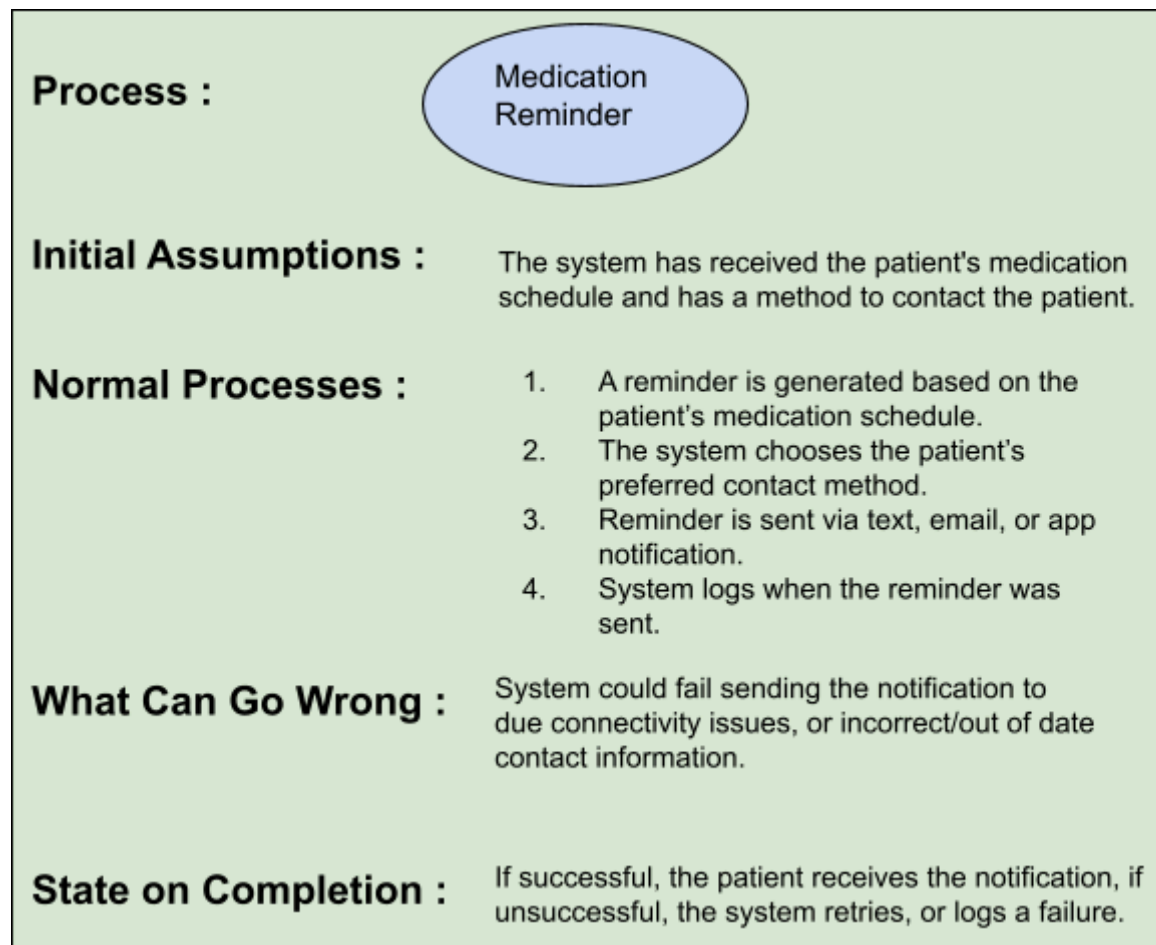 Process :
Medication
Reminder
Initial Assumptions :
The system has received the patient's medication
schedule and has a method to contact the patient.
Normal Processes :
1. A reminder is generated based on the
patient’s medication schedule.
2. The system chooses the patient’s
preferred contact method.
3. Reminder is sent via text, email, or app
notification.
4. System logs when the reminder was
sent.
What Can Go Wrong :
System could fail sending the notification to
due connectivity issues, or incorrect/out of date
contact information.
State on Completion :
If successful, the patient receives the notification, if
unsuccessful, the system retries, or logs a failure.